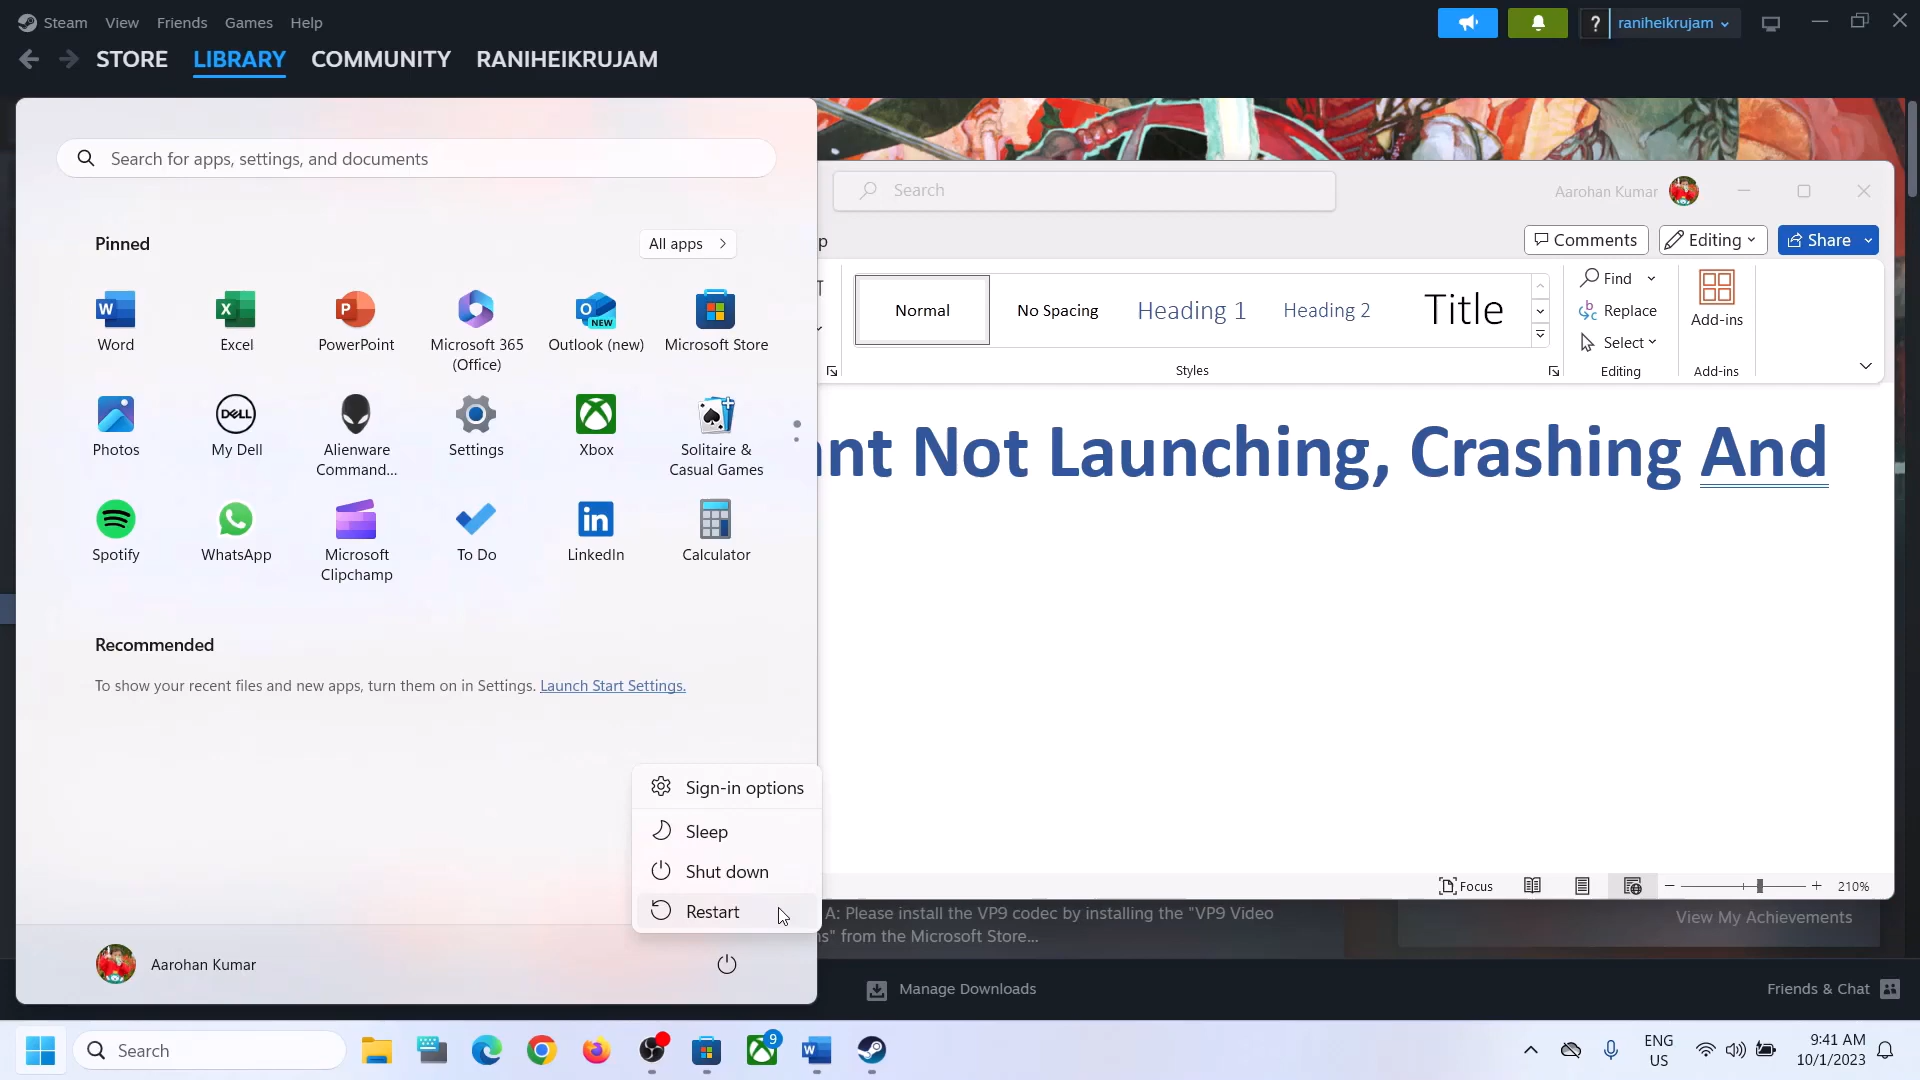 Steam View Friends Games Help
? raniheikrujam
STORE LIBRARY COMMUNITY RANIHEIKRUJAM
Search for apps, settings, and documents
Pinned
All apps
Word Excel PowerPoint Microsoft 365 (Office) Outlook (new) Microsoft Store
Photos My Dell Alienware Command... Settings Xbox Solitaire & Casual Games
Spotify WhatsApp Microsoft Clipchamp To Do LinkedIn Calculator
Recommended
To show your recent files and new apps, turn them on in Settings. Launch Start Settings.
Sign-in options
Sleep
Shut down
Restart
Aarohan Kumar
Search
Aarohan Kumar
p
Comments Editing Share
Normal No Spacing Heading 1 Heading 2 Title
Find
Replace
Select
Add-ins
Styles Editing Add-ins
ant Not Launching, Crashing And
Focus 210%
A: Please install the VP9 codec by installing the "VP9 Video
ns" from the Microsoft Store...
View My Achievements
Manage Downloads
Friends & Chat
Search
9
ENG
US
9:41 AM
10/1/2023